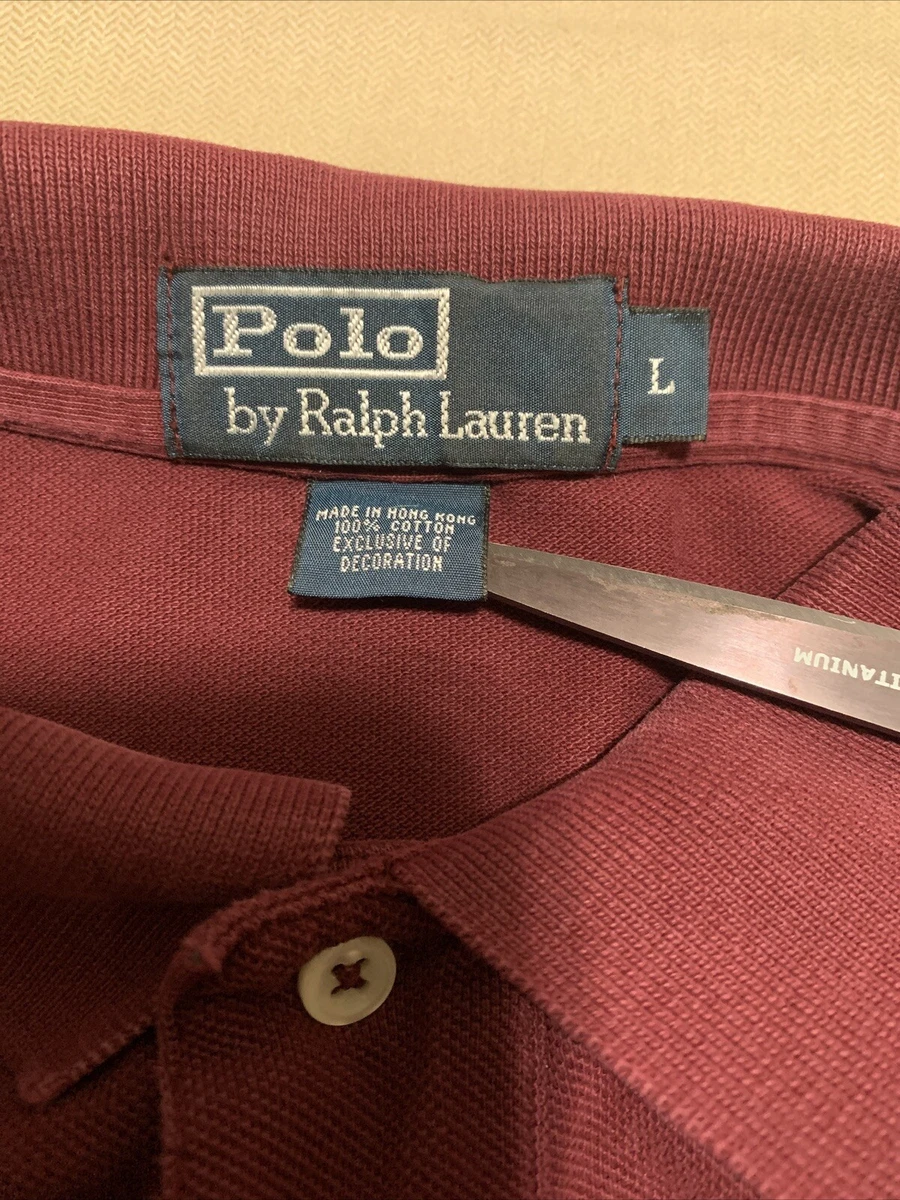 Polo
by Ralph Lauren
L
MADE IN HONG KONG
100% COTTON
EXCLUSIVE OF
DECORATION
TITANIUM